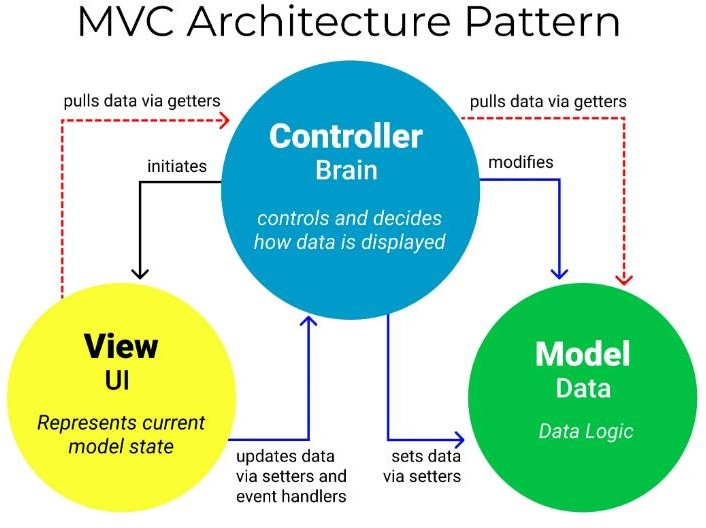 MVC Architecture Pattern
pulls data via getters
pulls data via getters
Controller
Brain
controls and decides
how data is displayed
initiates
modifies
View
UI
Represents current
model state
Model
Data
Data Logic
updates data
via setters and
event handlers
sets data
via setters